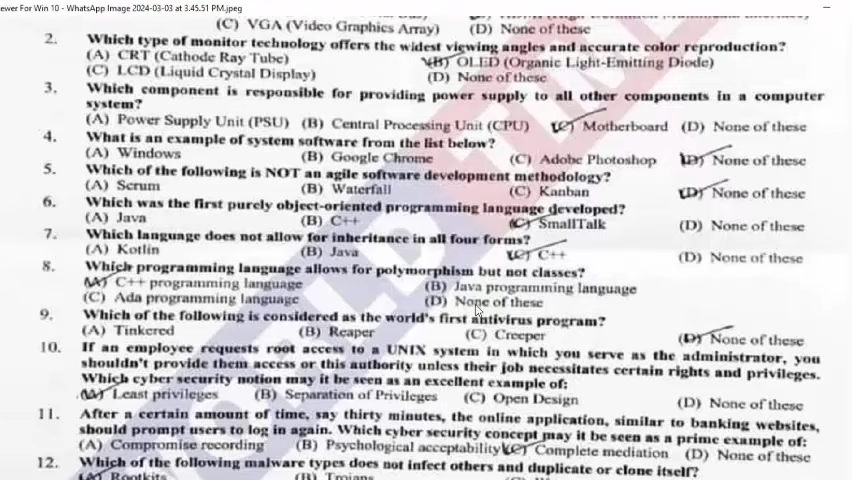 ewer For Win 10 - WhatsApp Image 2024-03-03 at 3.45.51 PM.jpeg
(C) VGA (Video Graphics Array) (D) None of these
2. Which type of monitor technology offers the widest viewing angles and accurate color reproduction?
(A) CRT (Cathode Ray Tube) (B) OLED (Organic Light-Emitting Diode)
(C) LCD (Liquid Crystal Display) (D) None of these
3. Which component is responsible for providing power supply to all other components in a computer
system?
(A) Power Supply Unit (PSU) (B) Central Processing Unit (CPU) (C) Motherboard (D) None of these
4. What is an example of system software from the list below?
(A) Windows (B) Google Chrome (C) Adobe Photoshop (D) None of these
5. Which of the following is NOT an agile software development methodology?
(A) Scrum (B) Waterfall (C) Kanban (D) None of these
6. Which was the first purely object-oriented programming language developed?
(A) Java (B) C++ (C) SmallTalk (D) None of these
7. Which language does not allow for inheritance in all four forms?
(A) Kotlin (B) Java (C) C++ (D) None of these
8. Which programming language allows for polymorphism but not classes?
(A) C++ programming language (B) Java programming language
(C) Ada programming language (D) None of these
9. Which of the following is considered as the world's first antivirus program?
(A) Tinkered (B) Reaper (C) Creeper (D) None of these
10. If an employee requests root access to a UNIX system in which you serve as the administrator, you
shouldn't provide them access or this authority unless their job necessitates certain rights and privileges.
Which cyber security notion may it be seen as an excellent example of:
(A) Least privileges (B) Separation of Privileges (C) Open Design (D) None of these
11. After a certain amount of time, say thirty minutes, the online application, similar to banking websites,
should prompt users to log in again. Which cyber security concept may it be seen as a prime example of:
(A) Compromise recording (B) Psychological acceptability (C) Complete mediation (D) None of these
12. Which of the following malware types does not infect others and duplicate or clone itself?
(A) Rootkits (B) Trojans